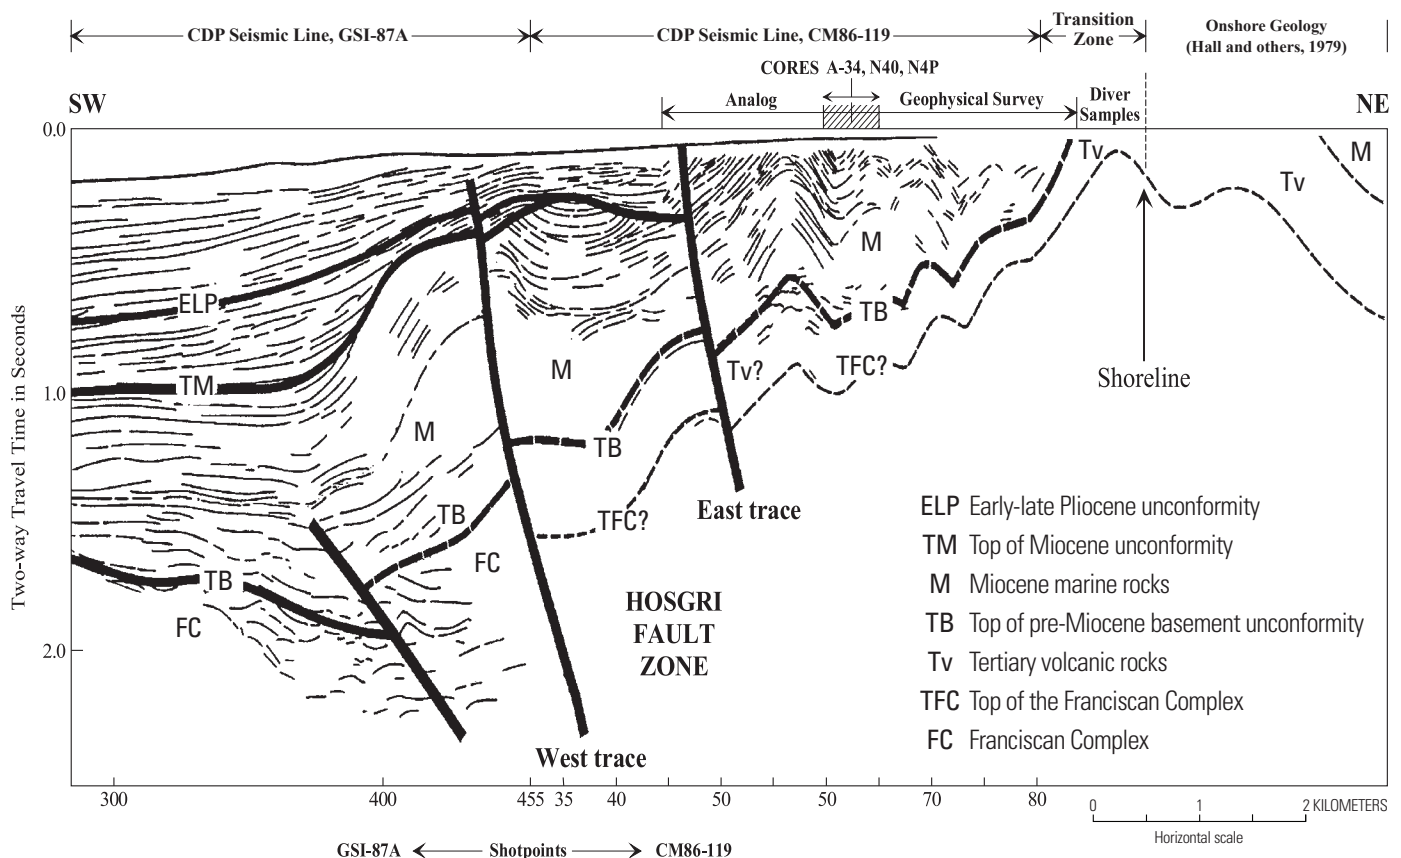 CDP Seismic Line, GSI-87A
CDP Seismic Line, CM86-119
Transition
Zone
Onshore Geology
(Hall and others, 1979)
CORES A-34, N40, N4P
SW
Analog
Geophysical Survey
Diver
Samples
NE
0.0
1.0
2.0
Two-way Travel Time in Seconds
Tv
M
Tv
M
ELP
TB
TM
M
Tv?
TFC?
Shoreline
M
TB
TB
TFC?
East trace
TB
FC
FC
HOSGRI
FAULT
ZONE
West trace
ELP Early-late Pliocene unconformity
TM Top of Miocene unconformity
M Miocene marine rocks
TB Top of pre-Miocene basement unconformity
Tv Tertiary volcanic rocks
TFC Top of the Franciscan Complex
FC Franciscan Complex
300
400
455
35
40
50
50
70
80
0
1
2 KILOMETERS
Horizontal scale
GSI-87A
Shotpoints
CM86-119